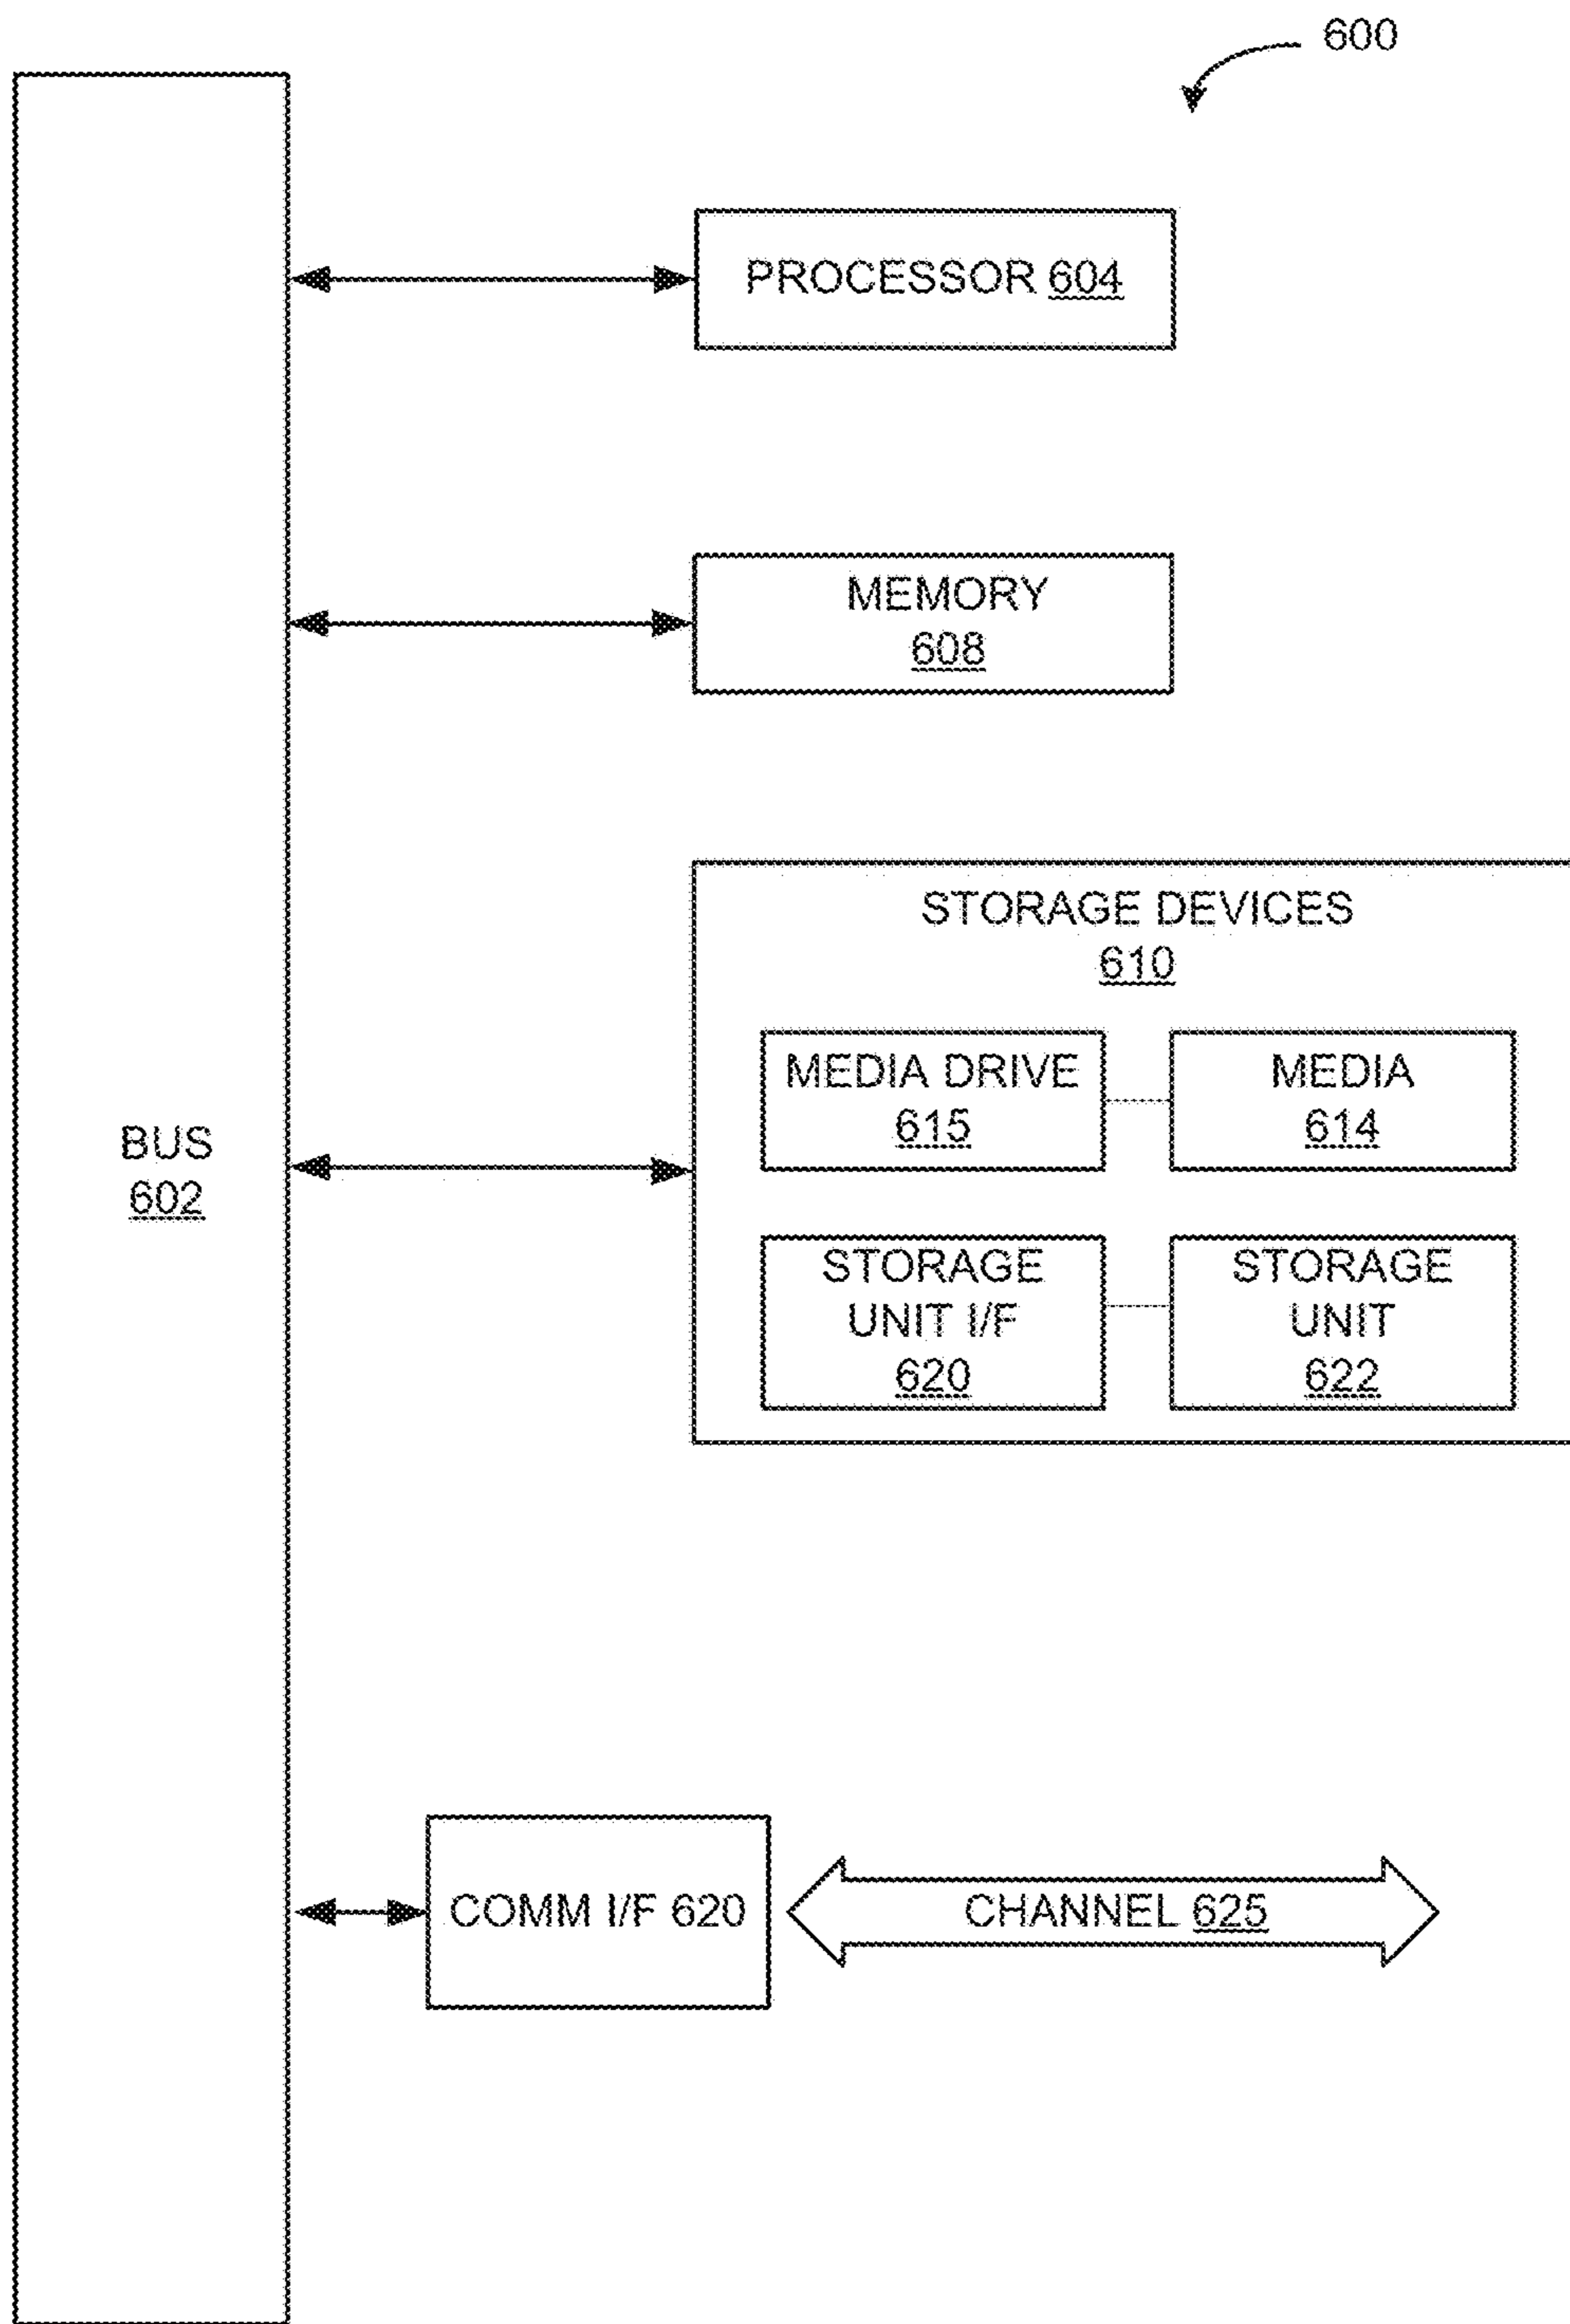 600
PROCESSOR 604
MEMORY
608
STORAGE DEVICES
610
MEDIA DRIVE
615
MEDIA
614
BUS
602
STORAGE
UNIT I/F
620
STORAGE
UNIT
622
COMM I/F 620
CHANNEL 625